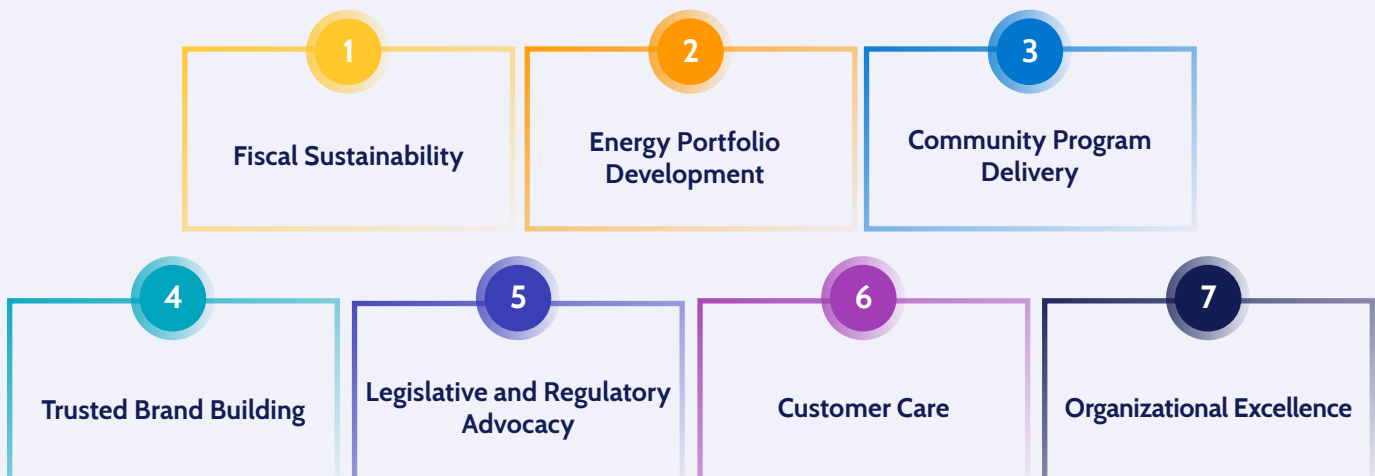 1
Fiscal Sustainability
2
Energy Portfolio
Development
3
Community Program
Delivery
4
Trusted Brand Building
5
Legislative and Regulatory
Advocacy
6
Customer Care
7
Organizational Excellence